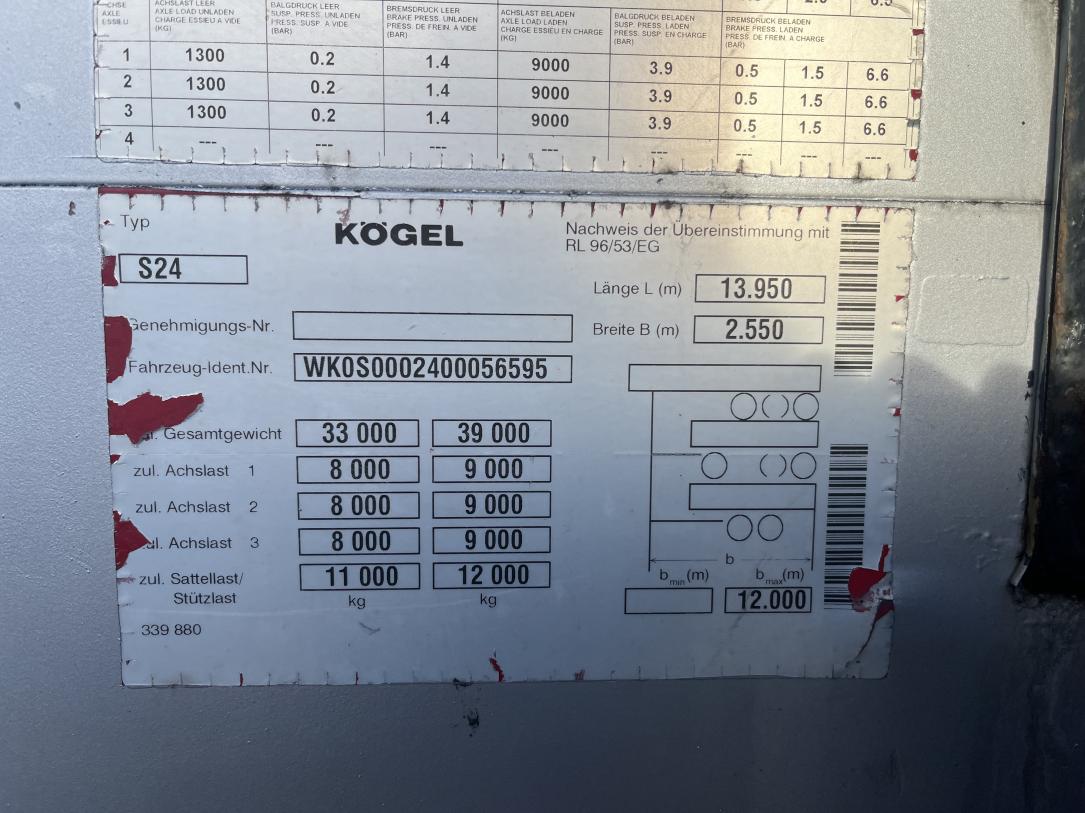 ACHSE
AXLE
ESSIEU
ACHSLAST LEER
AXLE LOAD UNLADEN
CHARGE ESSIEU A VIDE
(KG)
BALGDRUCK LEER
SUSP. PRESS. UNLADEN
PRESS. SUSP. A VIDE
(BAR)
BREMSDRUCK LEER
BRAKE PRESS. UNLADEN
PRESS. DE FREIN. A VIDE
(BAR)
ACHSLAST BELADEN
AXLE LOAD LADEN
CHARGE ESSIEU EN CHARGE
(KG)
BALGDRUCK BELADEN
SUSP. PRESS. LADEN
PRESS. SUSP. EN CHARGE
(BAR)
BREMSDRUCK BELADEN
BRAKE PRESS. LADEN
PRESS. DE FREIN. A CHARGE
(BAR)
1 1300 0.2 1.4 9000 3.9 0.5 1.5 6.6
2 1300 0.2 1.4 9000 3.9 0.5 1.5 6.6
3 1300 0.2 1.4 9000 3.9 0.5 1.5 6.6
4 --- --- --- --- --- --- --- ---
Typ
KÖGEL
Nachweis der Übereinstimmung mit
RL 96/53/EG
S24
Länge L (m) 13.950
Genehmigungs-Nr.
Breite B (m) 2.550
Fahrzeug-Ident.Nr. WK0S0002400056595
zul. Gesamtgewicht 33 000 39 000
zul. Achslast 1 8 000 9 000
zul. Achslast 2 8 000 9 000
zul. Achslast 3 8 000 9 000
zul. Sattellast/
Stützlast
11 000 12 000
kg kg
b
b min (m) b max (m)
12.000
339 880